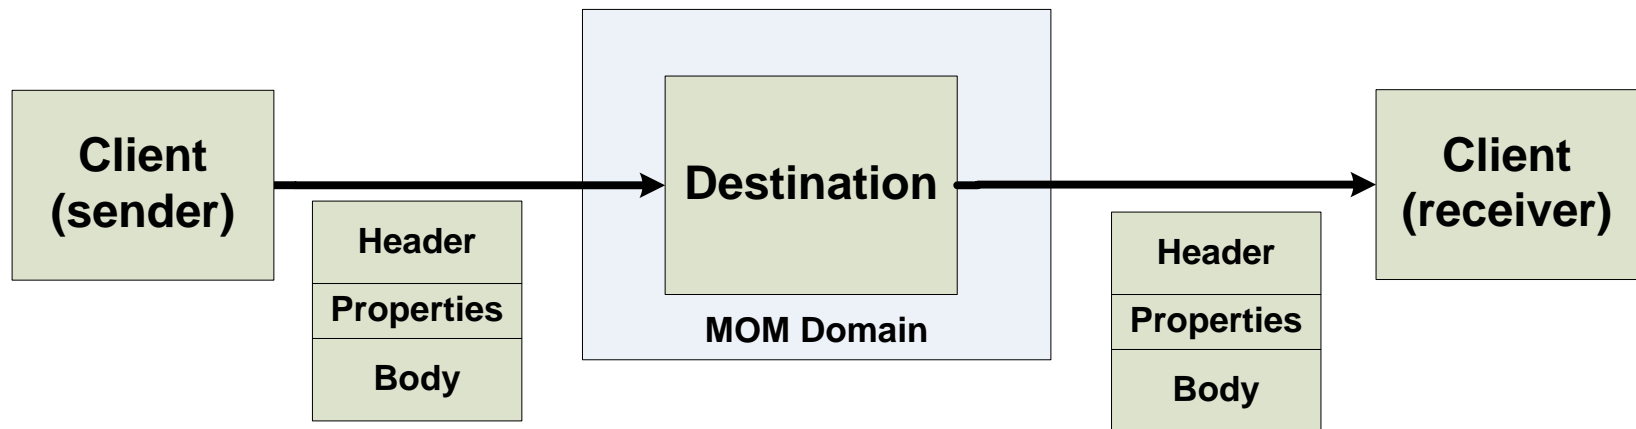 Client
(sender)
Header
Properties
Body
Destination
MOM Domain
Header
Properties
Body
Client
(receiver)